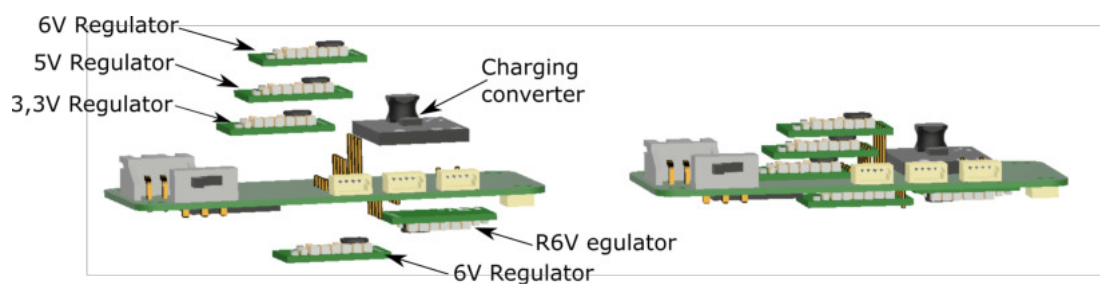 6V Regulator
5V Regulator
3,3V Regulator
Charging
converter
R6V egulator
6V Regulator